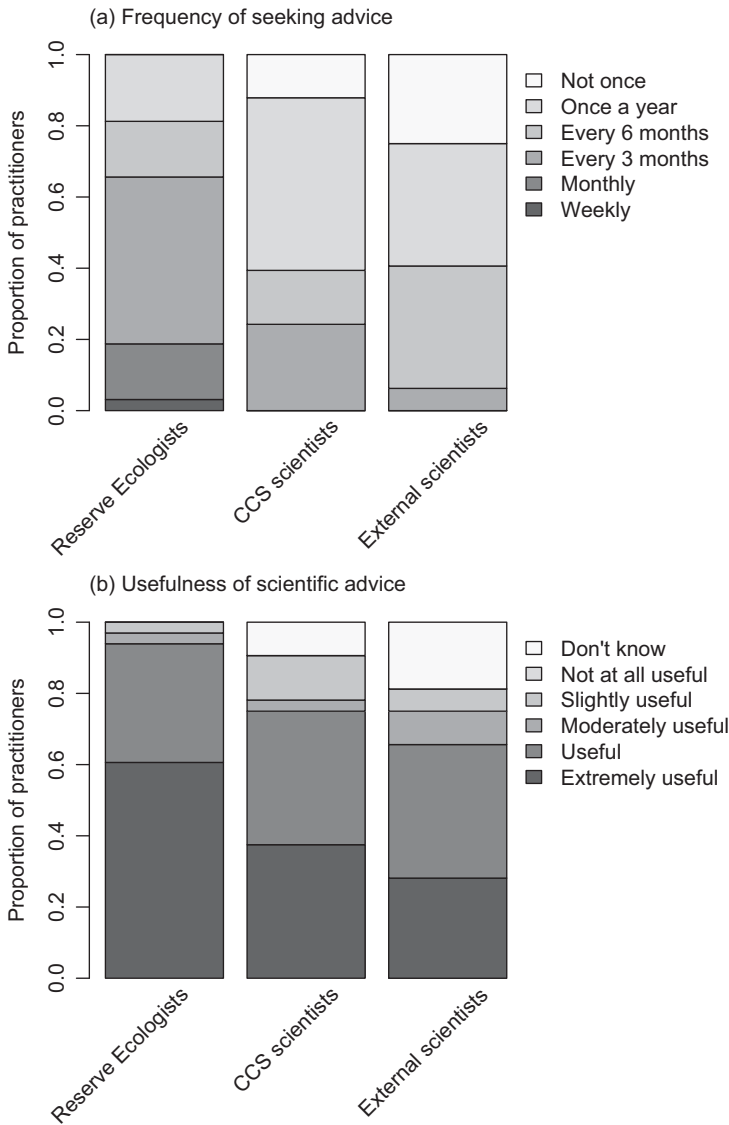 (a) Frequency of seeking advice
Proportion of practitioners
1.0
0.8
0.6
0.4
0.2
0.0
Not once
Once a year
Every 6 months
Every 3 months
Monthly
Weekly
Reserve Ecologists
CCS scientists
External scientists
(b) Usefulness of scientific advice
Proportion of practitioners
1.0
0.8
0.6
0.4
0.2
0.0
Don't know
Not at all useful
Slightly useful
Moderately useful
Useful
Extremely useful
Reserve Ecologists
CCS scientists
External scientists